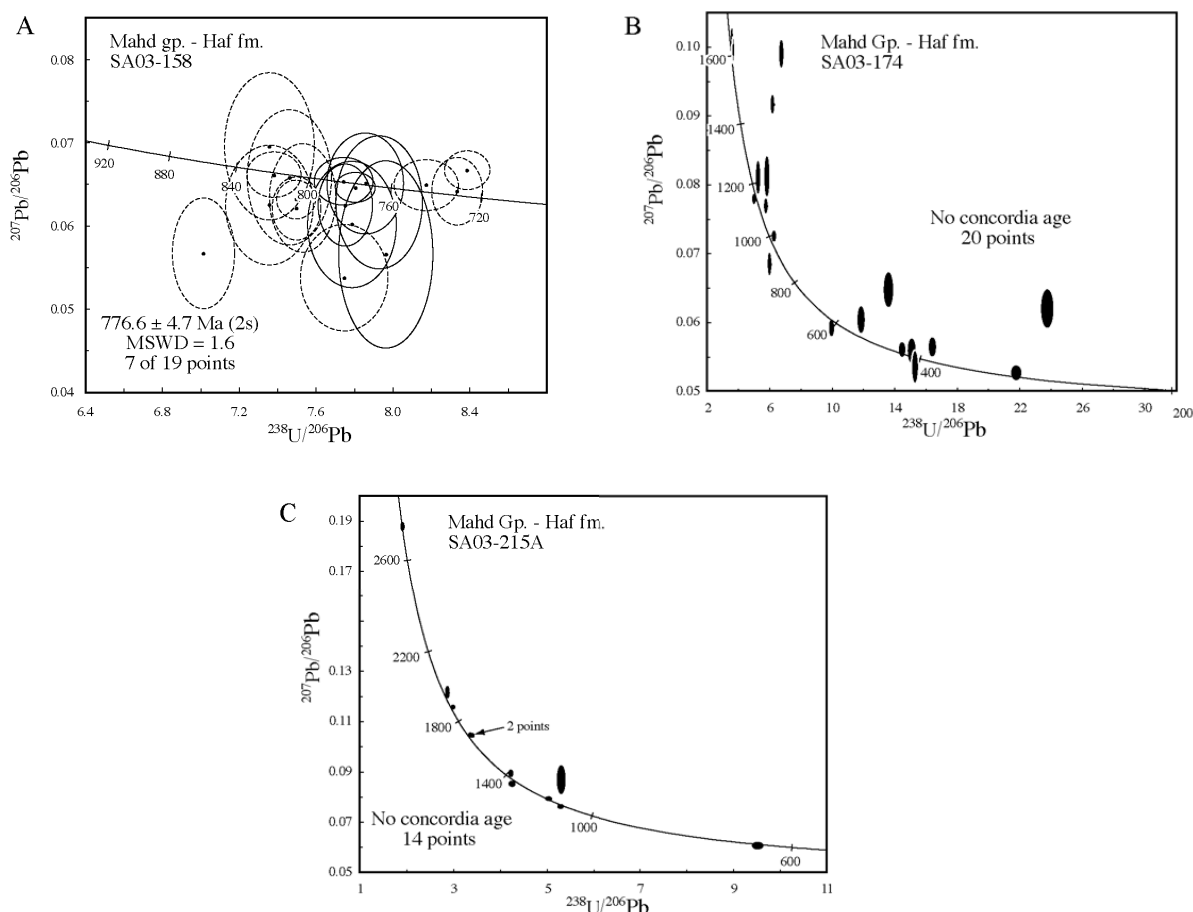 A
Mahd gp. - Haf fm.
SA03-158
0.08
0.07
0.06
0.05
0.04
²⁰⁷Pb/²⁰⁶Pb
920
880
840
800
760
720
776.6 ± 4.7 Ma (2s)
MSWD = 1.6
7 of 19 points
6.4
7.2
7.6
8.0
8.4
²³⁸U/²⁰⁶Pb
B
Mahd Gp. - Haf fm.
SA03-174
0.10
0.09
0.08
0.07
0.06
0.05
²⁰⁷Pb/²⁰⁶Pb
1600
1400
1200
1000
800
600
400
No concordia age
20 points
2
6
10
14
18
22
26
30
200
²³⁸U/²⁰⁶Pb
C
Mahd Gp. - Haf fm.
SA03-215A
0.19
0.17
0.15
0.13
0.11
0.09
0.07
0.05
²⁰⁷Pb/²⁰⁶Pb
2600
2200
1800
2 points
1400
1000
600
No concordia age
14 points
1
3
5
7
9
11
²³⁸U/²⁰⁶Pb